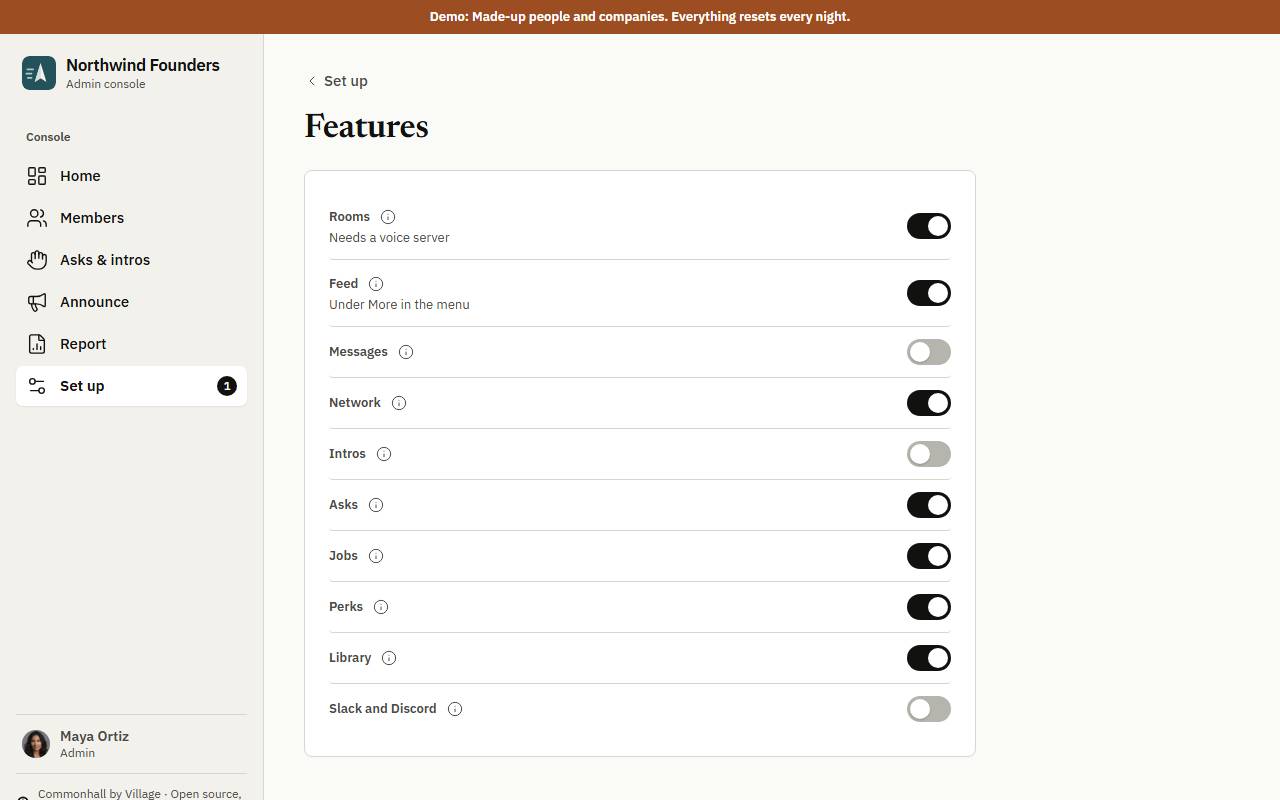 Demo: Made-up people and companies. Everything resets every night.
Northwind Founders
Admin console
Console
Home
Members
Asks & intros
Announce
Report
Set up
1
Maya Ortiz
Admin
Commonhall by Village · Open source,
Set up
Features
Rooms
Needs a voice server
Feed
Under More in the menu
Messages
Network
Intros
Asks
Jobs
Perks
Library
Slack and Discord